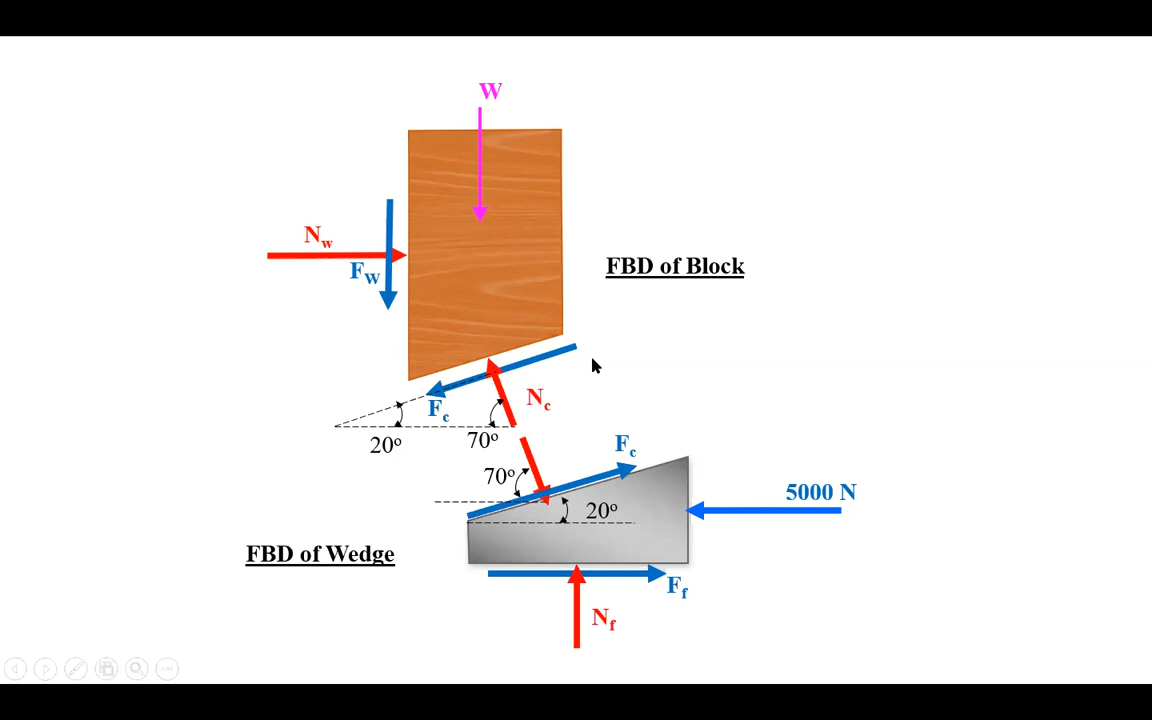 W
N_w
F_W
FBD of Block
N_c
F_c
20°
70°
F_c
70°
5000 N
20°
FBD of Wedge
F_f
N_f